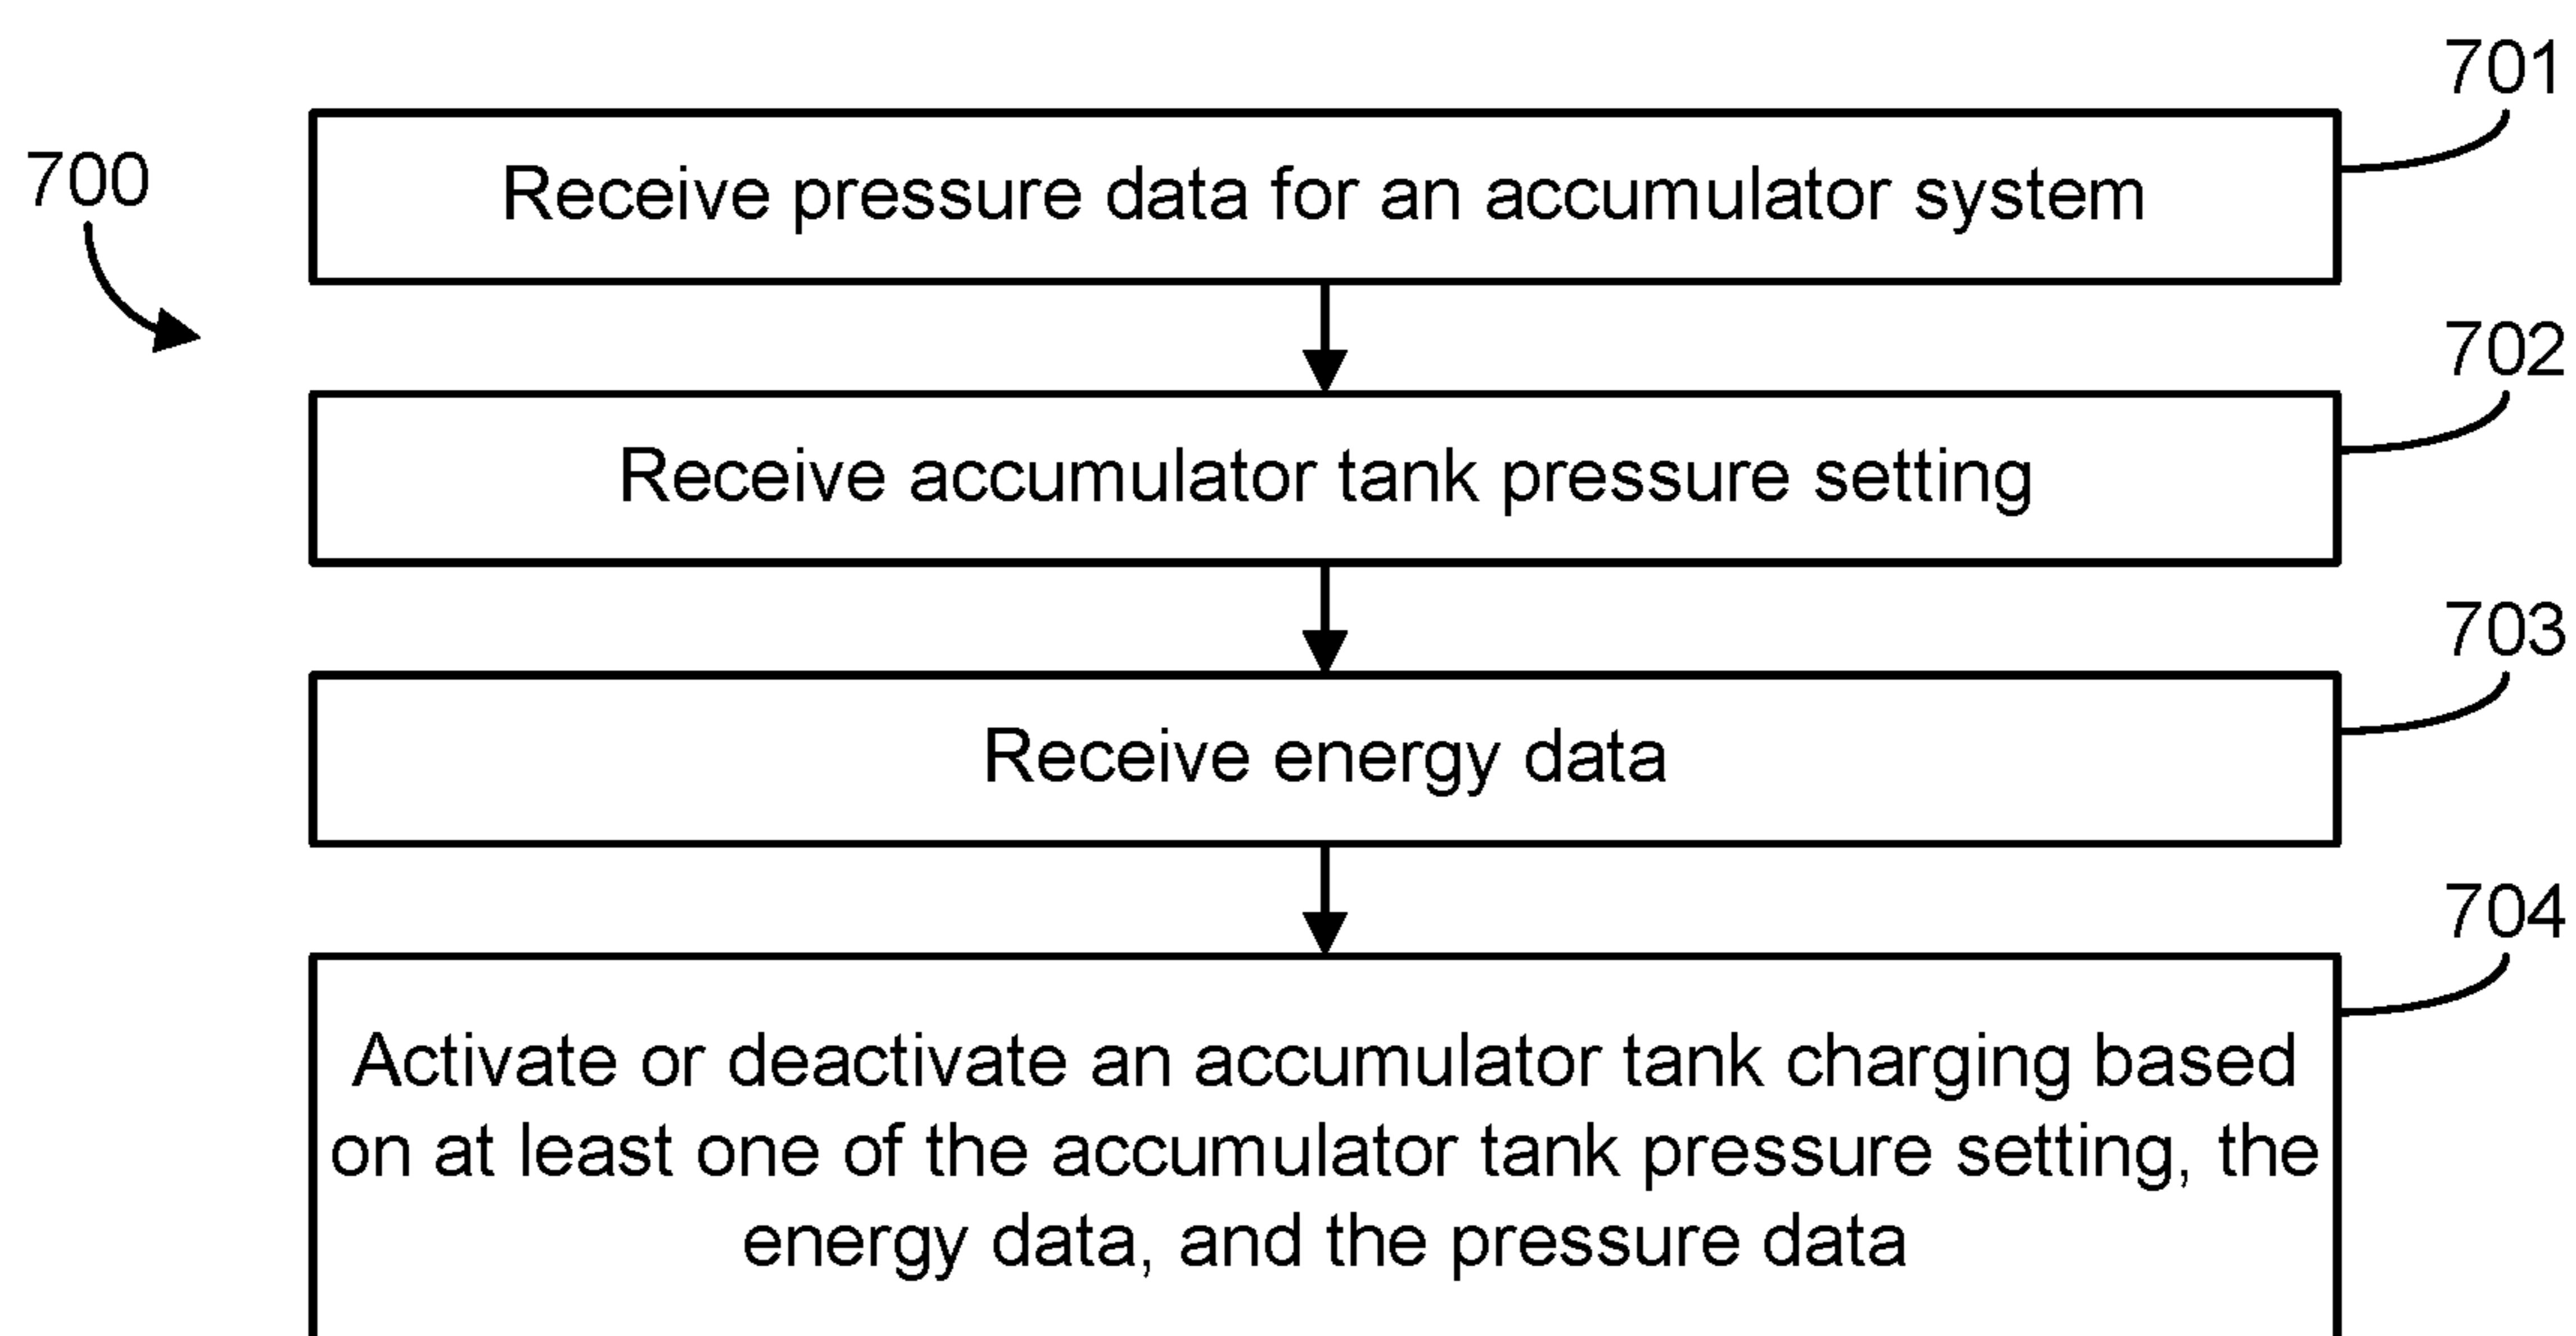 701
700
Receive pressure data for an accumulator system
702
Receive accumulator tank pressure setting
703
Receive energy data
704
Activate or deactivate an accumulator tank charging based
on at least one of the accumulator tank pressure setting, the
energy data, and the pressure data